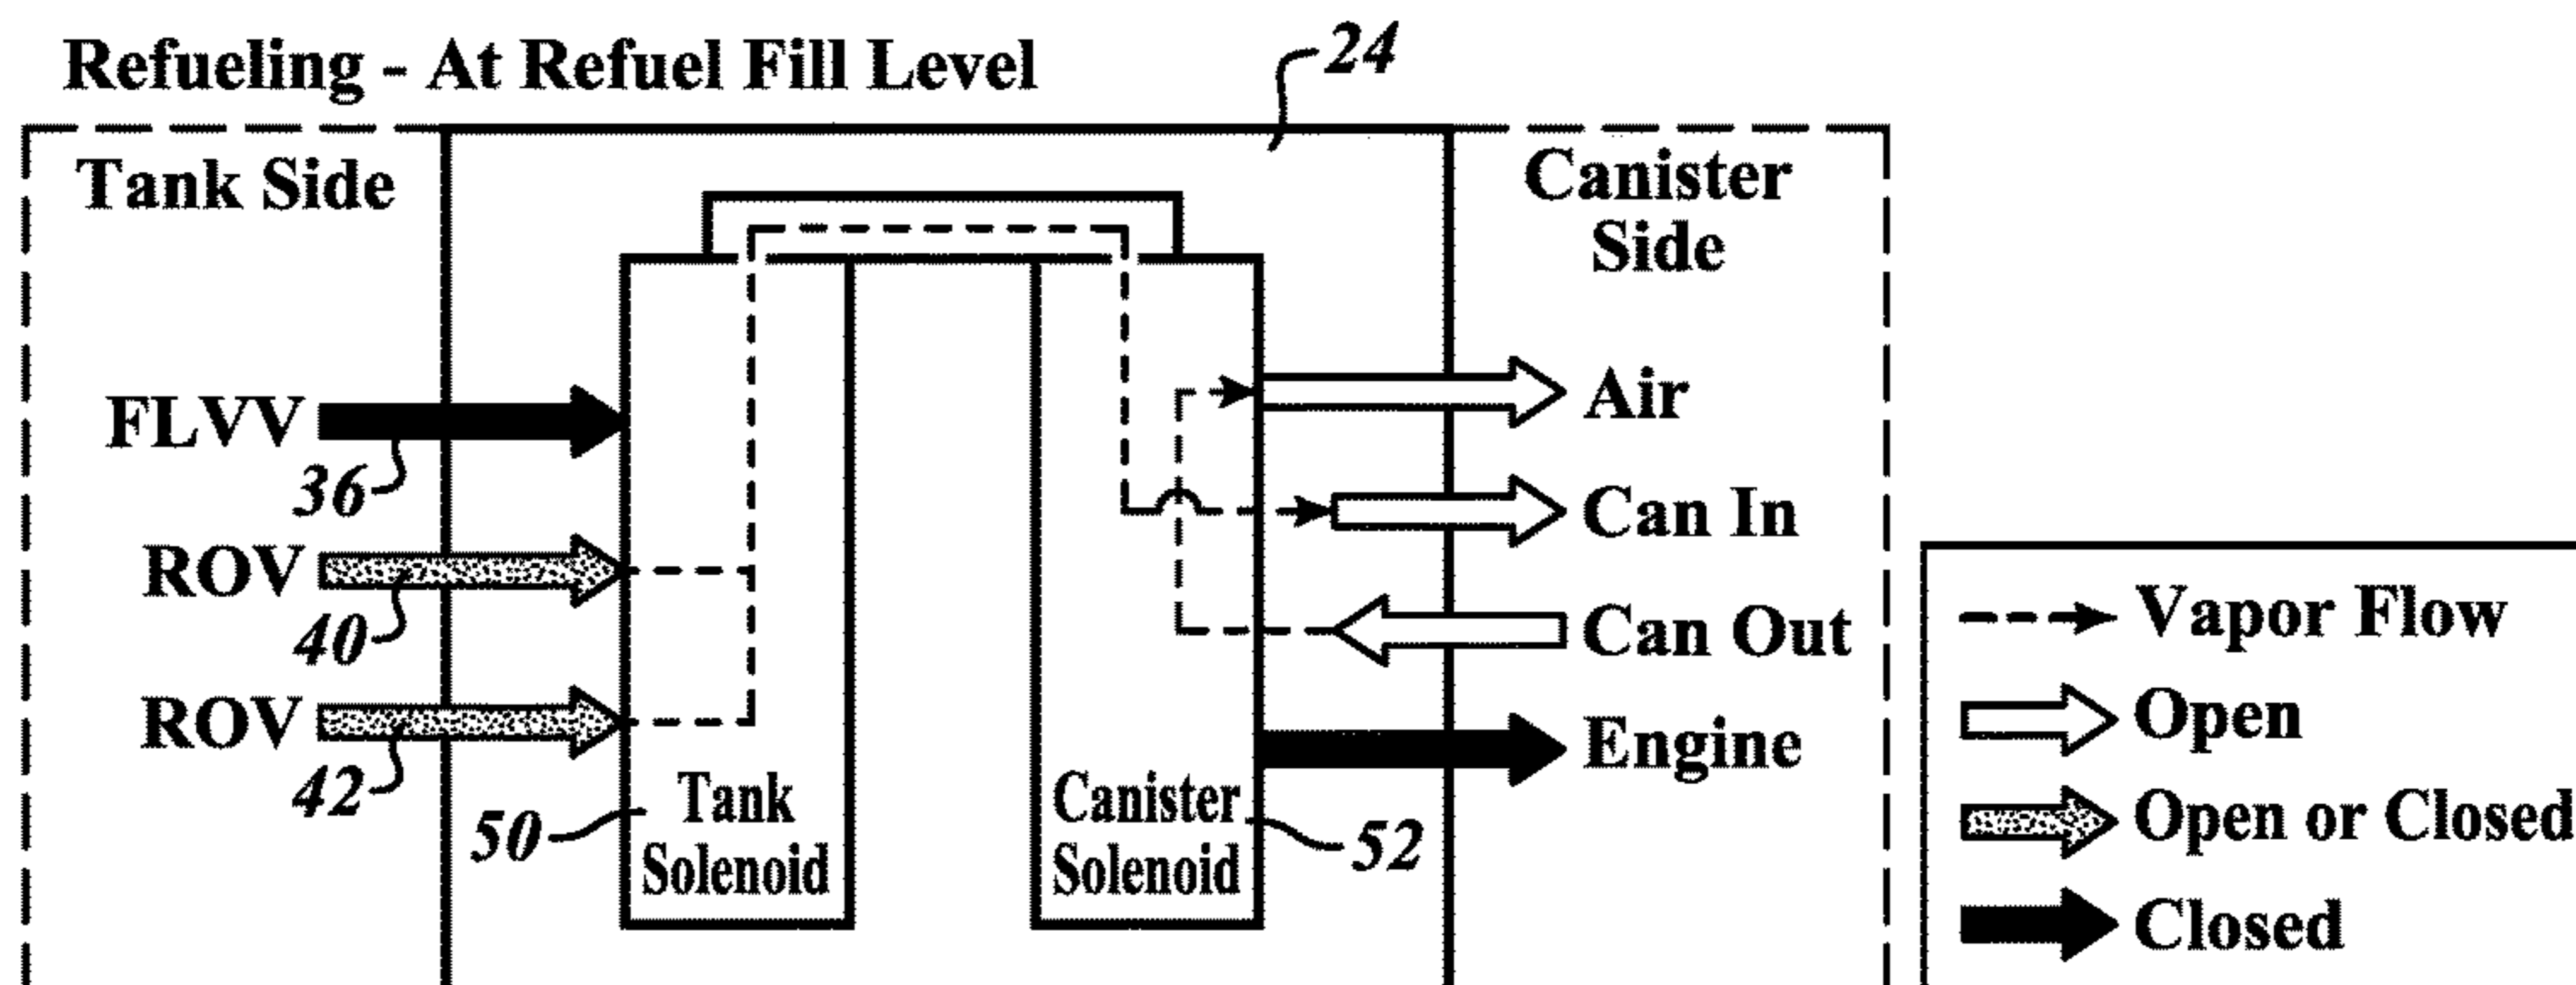 Refueling - At Refuel Fill Level
24
Tank Side
Canister
Side
FLVV
36
ROV
40
ROV
42
50
Tank
Solenoid
Canister
Solenoid
52
Air
Can In
Can Out
Engine
Vapor Flow
Open
Open or Closed
Closed